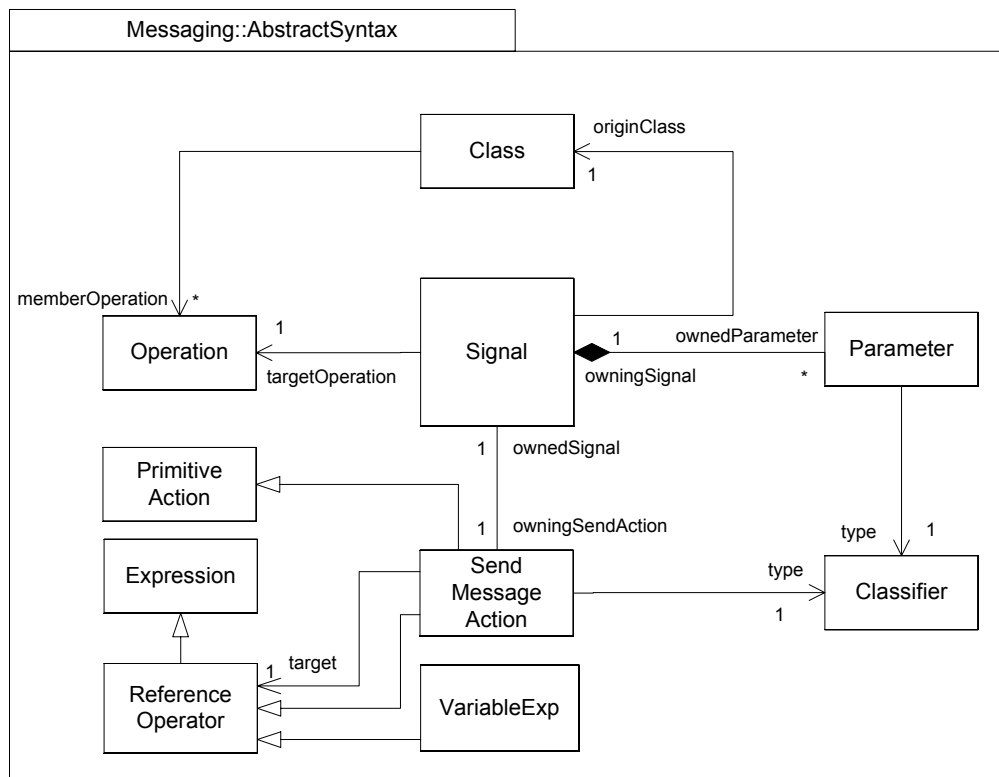 Messaging::AbstractSyntax
originClass
Class
1
memberOperation
*
1
Operation
Signal
1
ownedParameter
Parameter
targetOperation
owningSignal
*
1
ownedSignal
Primitive
Action
1
owningSendAction
type
1
Expression
Send
Message
Action
type
1
Classifier
target
1
Reference
Operator
VariableExp